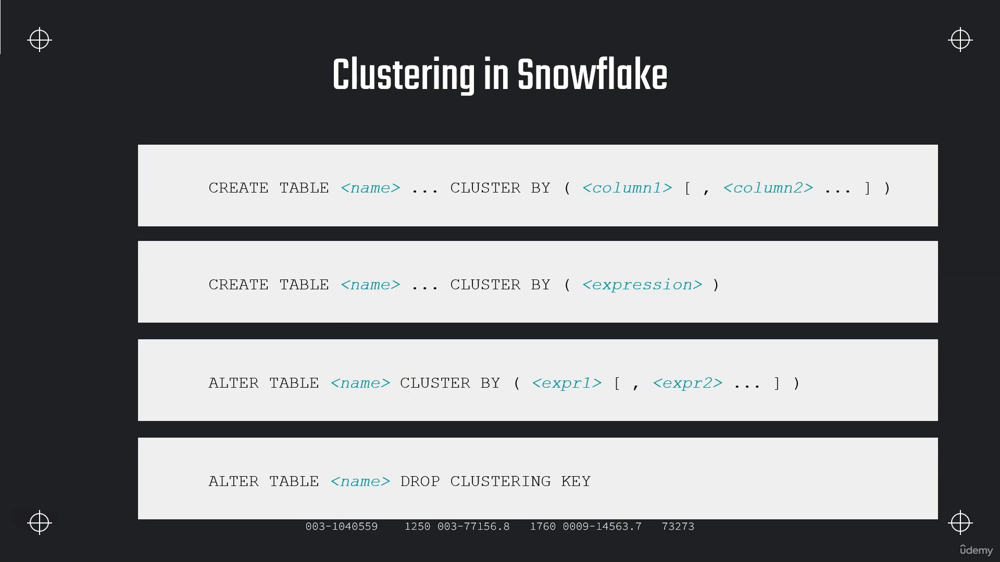 Clustering in Snowflake
CREATE TABLE <name> ... CLUSTER BY ( <column1> [ , <column2> ... ] )
CREATE TABLE <name> ... CLUSTER BY ( <expression> )
ALTER TABLE <name> CLUSTER BY ( <expr1> [ , <expr2> ... ] )
ALTER TABLE <name> DROP CLUSTERING KEY
003-1040559 1250 003-77156.8 1760 0009-14563.7 73273
ûdemy